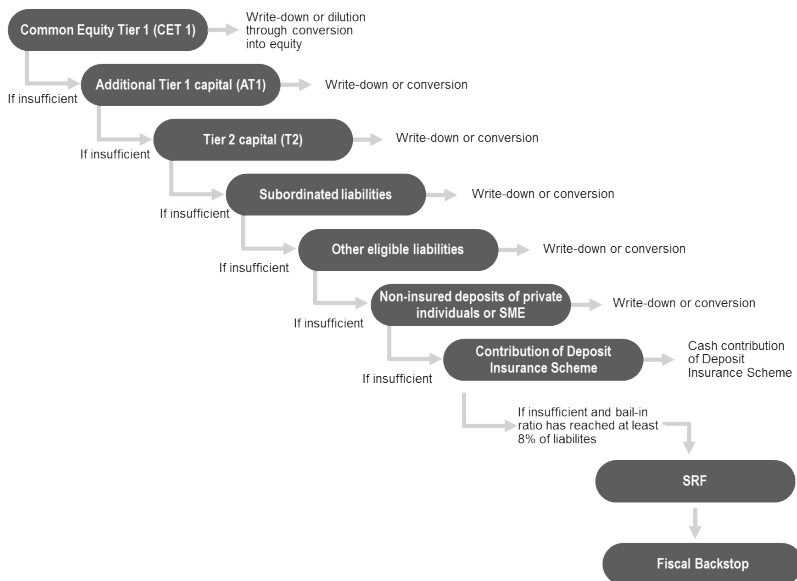 Common Equity Tier 1 (CET 1)
Write-down or dilution
through conversion
into equity
If insufficient
Additional Tier 1 capital (AT1)
Write-down or conversion
If insufficient
Tier 2 capital (T2)
Write-down or conversion
If insufficient
Subordinated liabilities
Write-down or conversion
If insufficient
Other eligible liabilities
Write-down or conversion
If insufficient
Non-insured deposits of private
individuals or SME
Write-down or conversion
If insufficient
Contribution of Deposit
Insurance Scheme
Cash contribution
of Deposit
Insurance Scheme
If insufficient and bail-in
ratio has reached at least
8% of liabilites
SRF
Fiscal Backstop